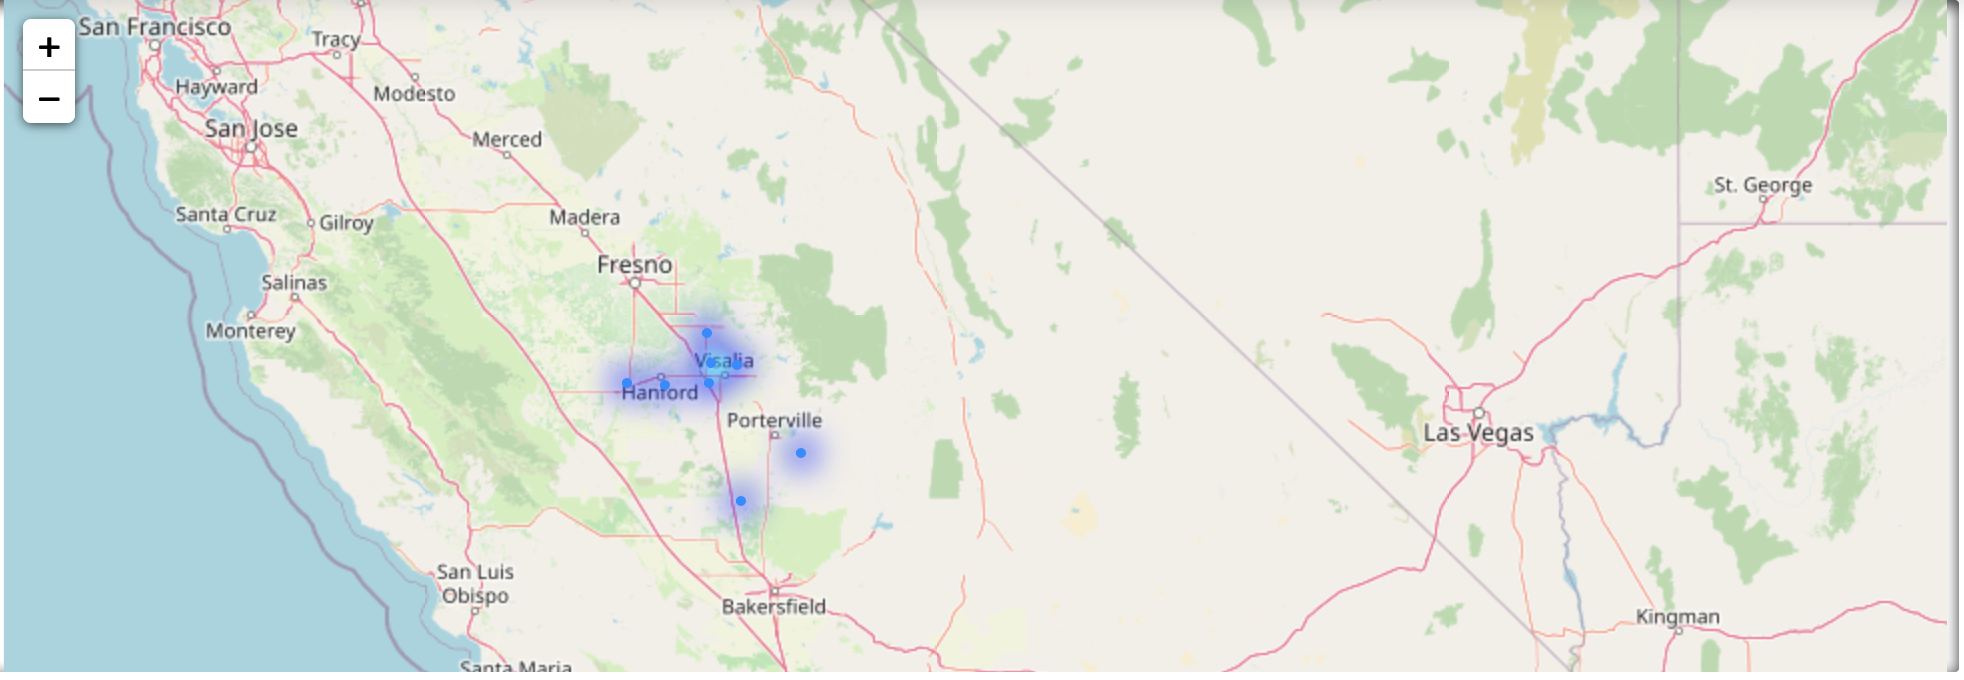 San Francisco
+
Tracy
−
Hayward
Modesto
San Jose
Merced
St. George
Santa Cruz
Gilroy
Madera
Fresno
Salinas
Monterey
Visalia
Hanford
Porterville
Las Vegas
San Luis
Obispo
Bakersfield
Kingman
Santa Maria